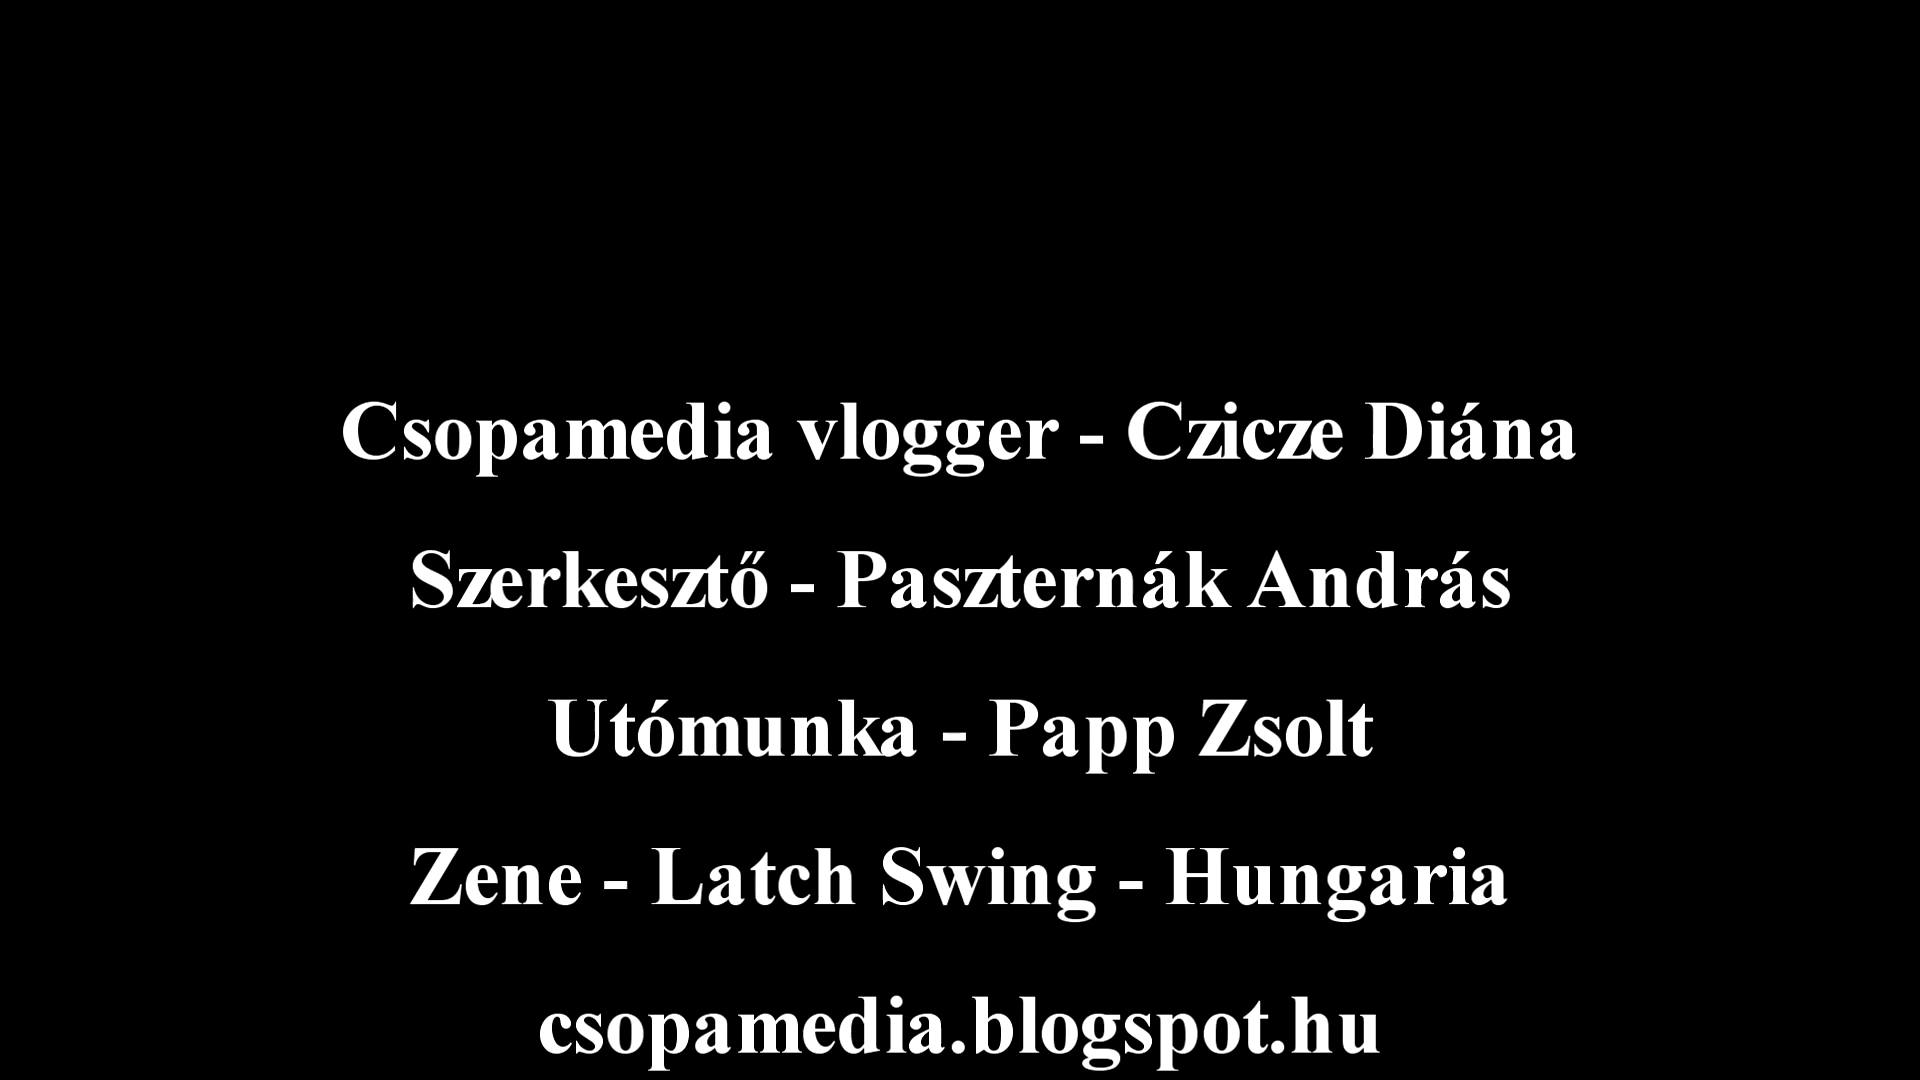 Csopamedia vlogger - Czicze Diána
Szerkesztő - Paszternák András
Utómunka - Papp Zsolt
Zene - Latch Swing - Hungaria
csopamedia.blogspot.hu